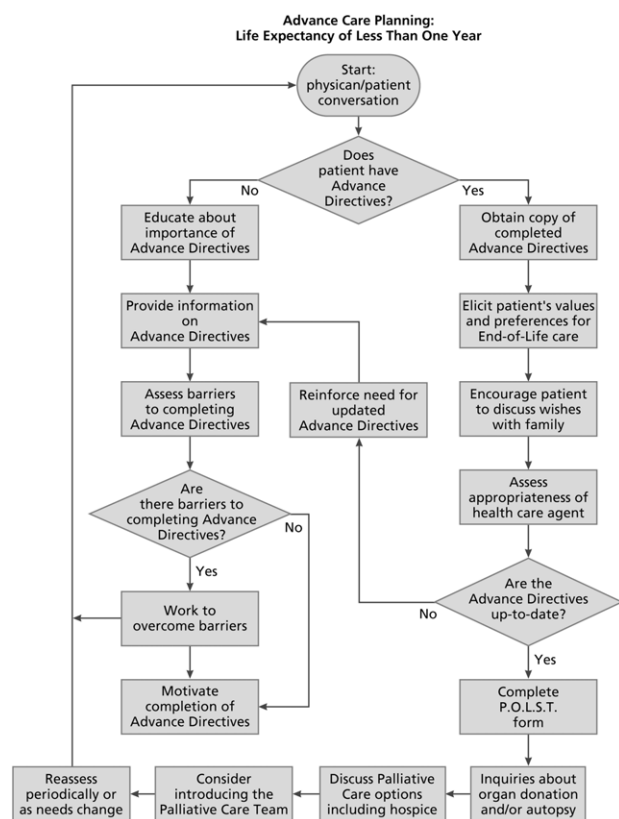 Advance Care Planning:
Life Expectancy of Less Than One Year
Start:
physican/patient
conversation
Does
patient have
Advance
Directives?
No
Yes
Educate about
importance of
Advance Directives
Obtain copy of
completed
Advance Directives
Provide information
on
Advance Directives
Elicit patient's values
and preferences for
End-of-Life care
Assess barriers
to completing
Advance Directives
Reinforce need for
updated
Advance Directives
Encourage patient
to discuss wishes
with family
Are
there barriers to
completing Advance
Directives?
No
Yes
Assess
appropriateness of
health care agent
Work to
overcome barriers
Are the
Advance Directives
up-to-date?
No
Yes
Motivate
completion of
Advance Directives
Complete
P.O.L.S.T.
form
Reassess
periodically or
as needs change
Consider
introducing the
Palliative Care Team
Discuss Palliative
Care options
including hospice
Inquiries about
organ donation
and/or autopsy